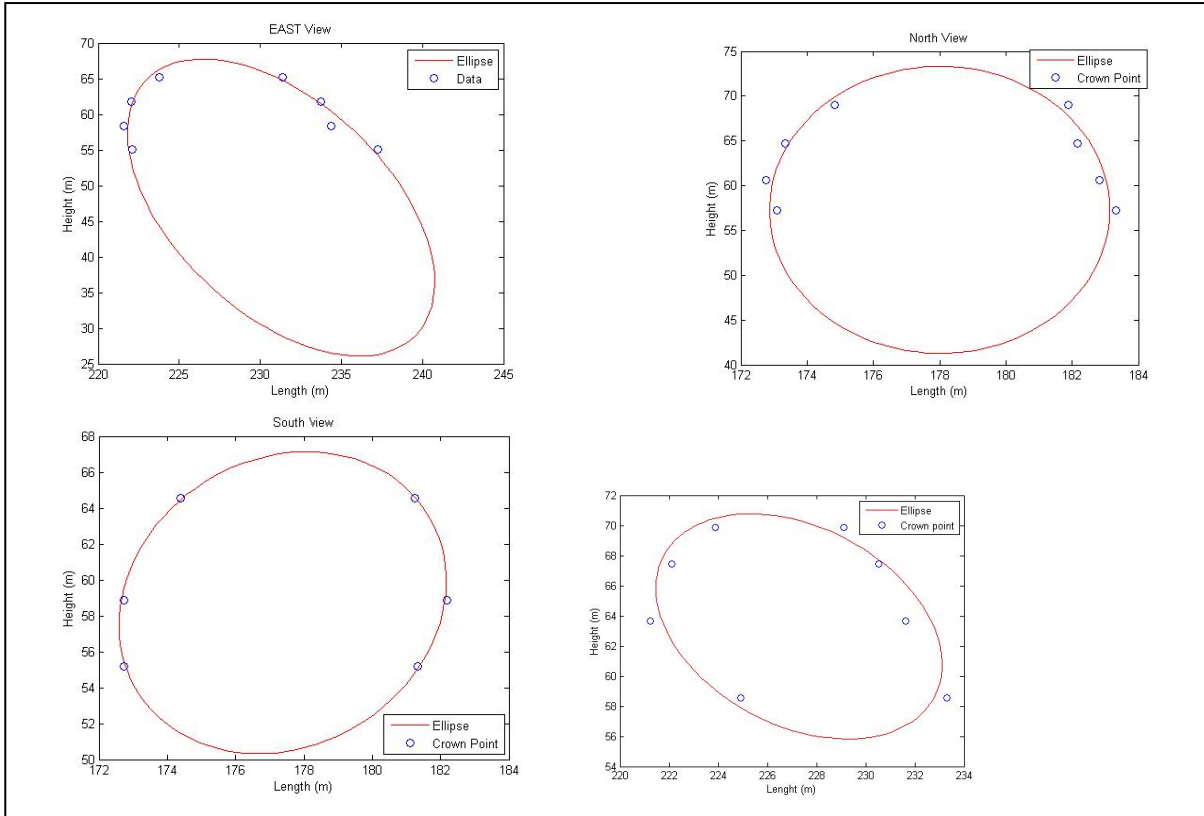 EAST View
70
65
60
55
50
45
40
35
30
25
Height (m)
220 225 230 235 240 245
Length (m)
Ellipse
Data
North View
75
70
65
60
55
50
45
40
Height (m)
172 174 176 178 180 182 184
Length (m)
Ellipse
Crown Point
South View
68
66
64
62
60
58
56
54
52
50
Height (m)
172 174 176 178 180 182 184
Length (m)
Ellipse
Crown Point
72
70
68
66
64
62
60
58
56
54
Height (m)
220 222 224 226 228 230 232 234
Lenght (m)
Ellipse
Crown point